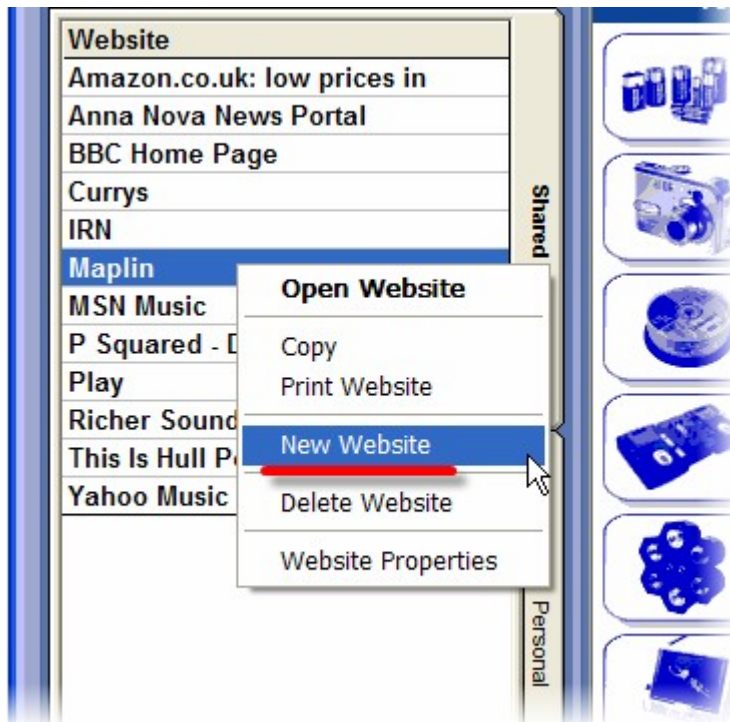 Website
Amazon.co.uk: low prices in
Anna Nova News Portal
BBC Home Page
Currys
IRN
Maplin
MSN Music
P Squared -
Play
Richer Sound
This Is Hull
Yahoo Music
Open Website
Copy
Print Website
New Website
Delete Website
Website Properties
Shared
Personal